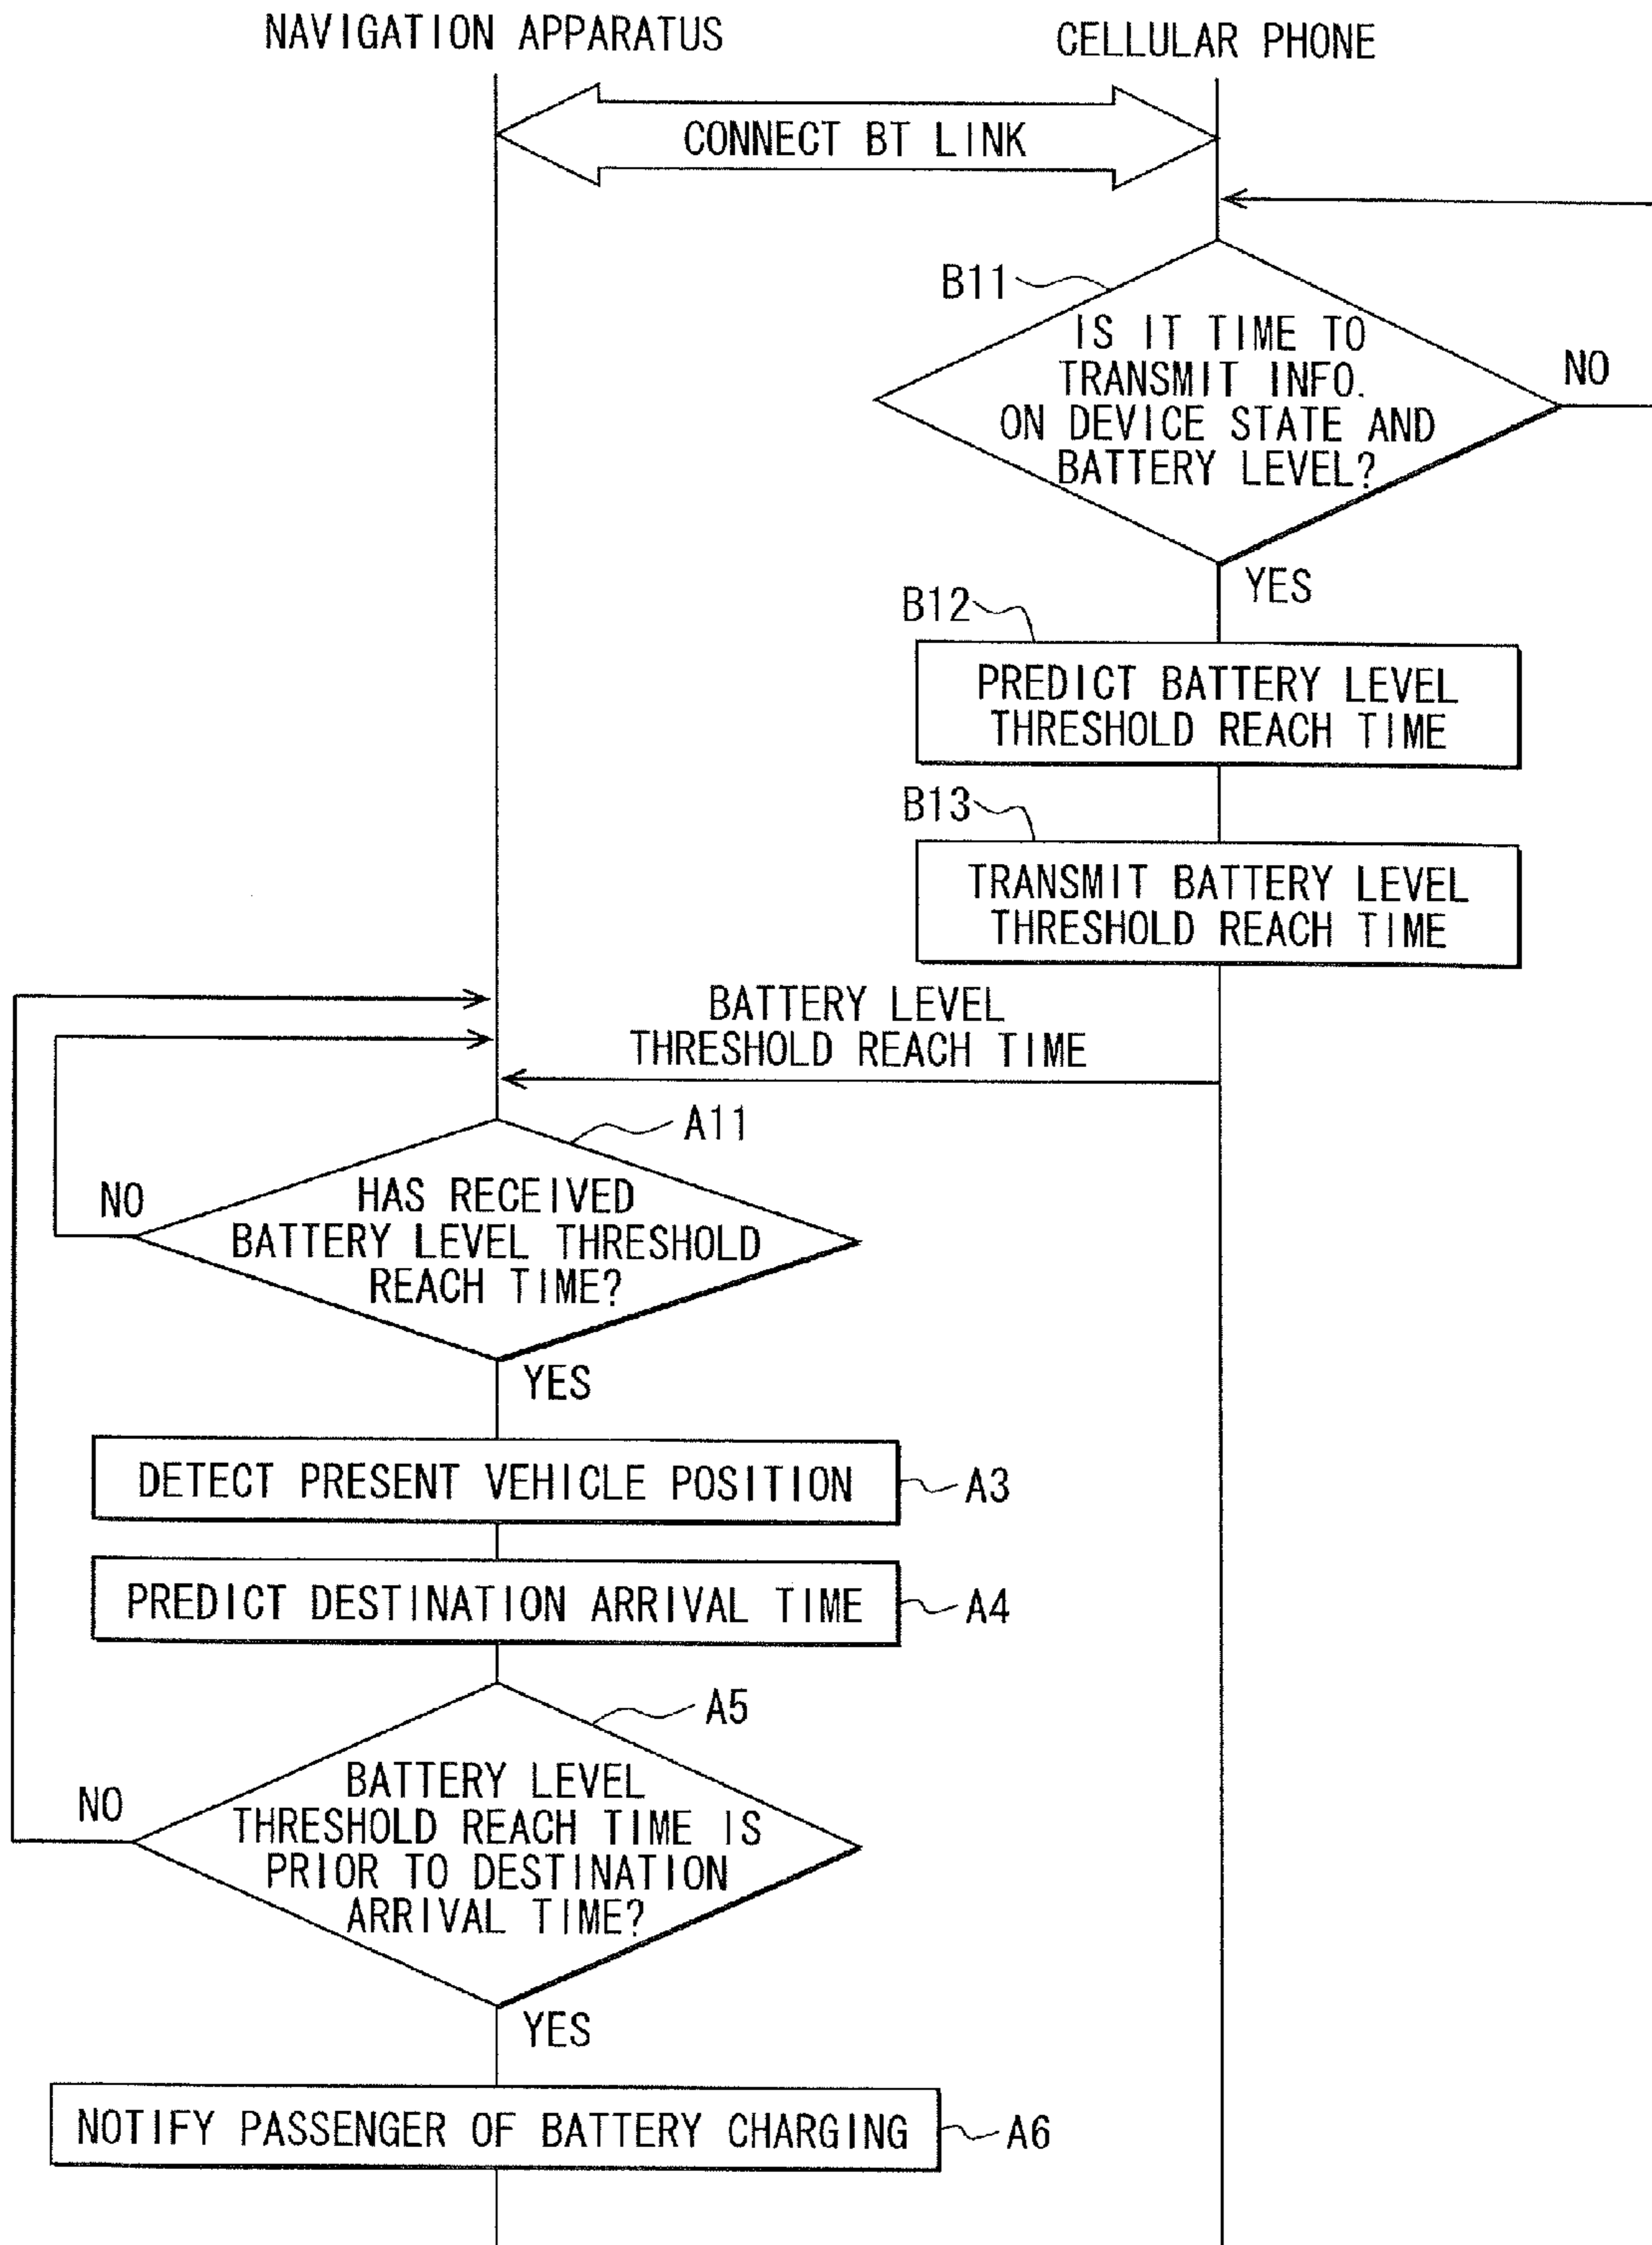 NAVIGATION APPARATUS
CELLULAR PHONE
CONNECT BT LINK
B11
IS IT TIME TO
TRANSMIT INFO.
ON DEVICE STATE AND
BATTERY LEVEL?
NO
YES
B12
PREDICT BATTERY LEVEL
THRESHOLD REACH TIME
B13
TRANSMIT BATTERY LEVEL
THRESHOLD REACH TIME
BATTERY LEVEL
THRESHOLD REACH TIME
A11
HAS RECEIVED
BATTERY LEVEL THRESHOLD
REACH TIME?
NO
YES
DETECT PRESENT VEHICLE POSITION
A3
PREDICT DESTINATION ARRIVAL TIME
A4
A5
BATTERY LEVEL
THRESHOLD REACH TIME IS
PRIOR TO DESTINATION
ARRIVAL TIME?
NO
YES
NOTIFY PASSENGER OF BATTERY CHARGING
A6